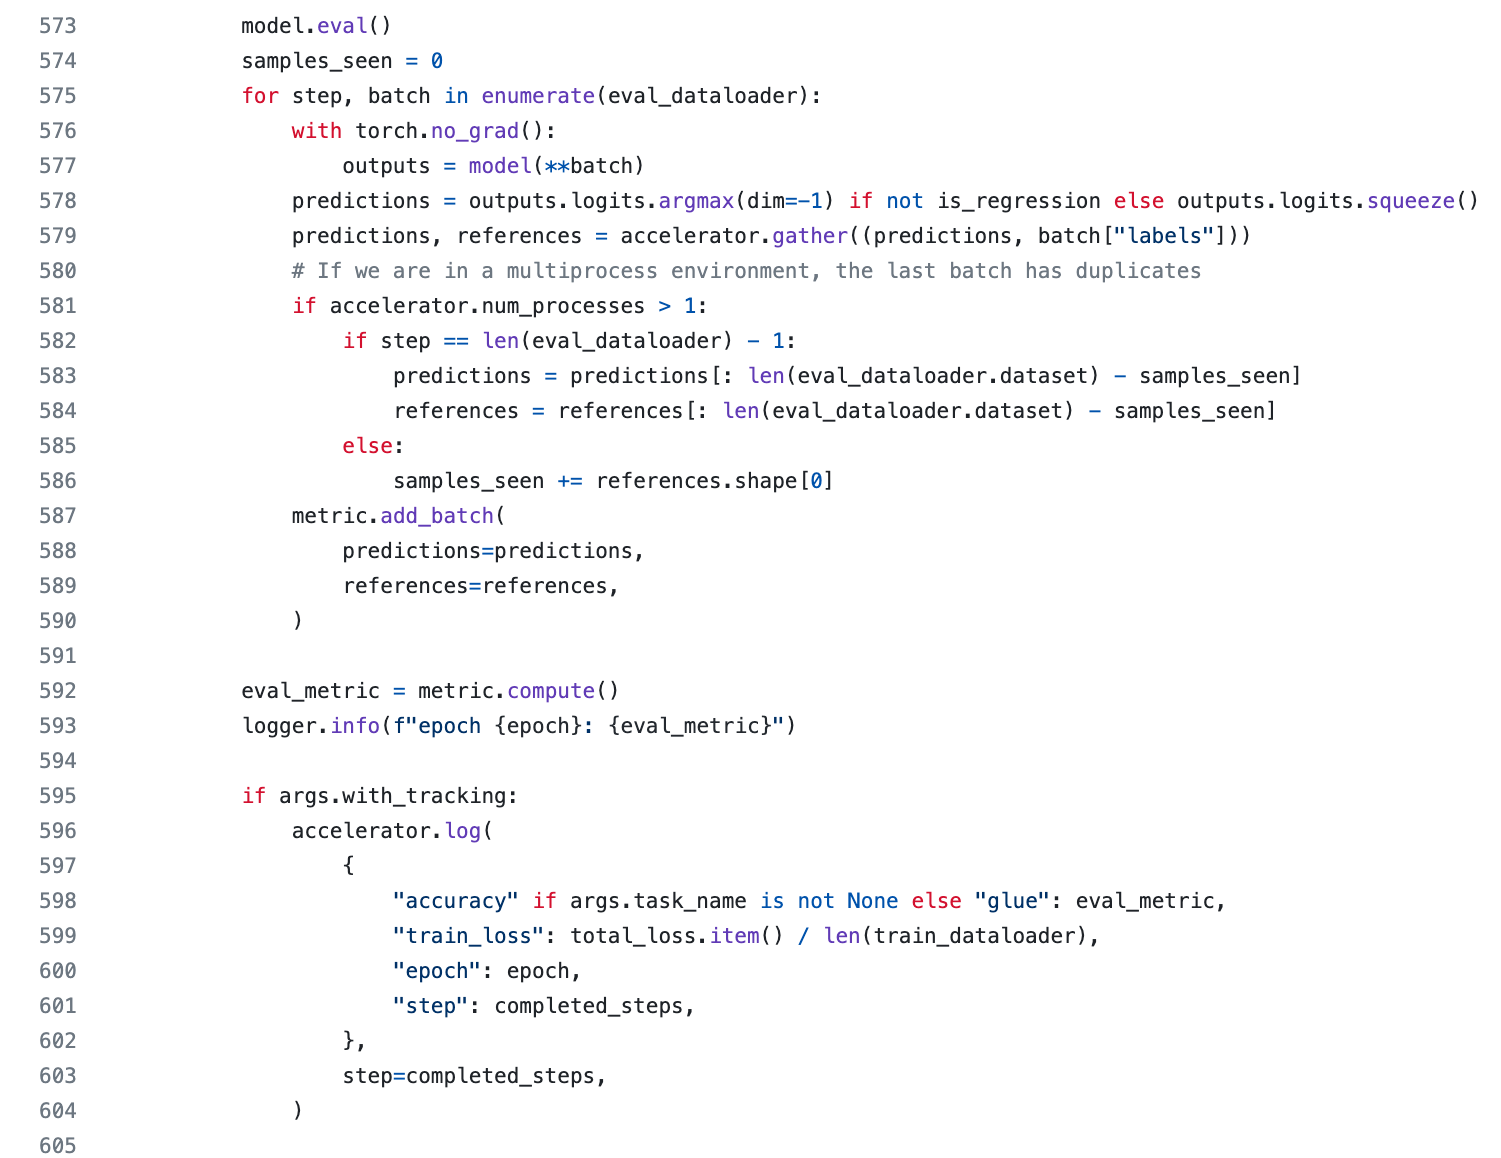 573 model.eval()
574 samples_seen = 0
575 for step, batch in enumerate(eval_dataloader):
576 with torch.no_grad():
577 outputs = model(**batch)
578 predictions = outputs.logits.argmax(dim=-1) if not is_regression else outputs.logits.squeeze()
579 predictions, references = accelerator.gather((predictions, batch["labels"]))
580 # If we are in a multiprocess environment, the last batch has duplicates
581 if accelerator.num_processes > 1:
582 if step == len(eval_dataloader) - 1:
583 predictions = predictions[: len(eval_dataloader.dataset) - samples_seen]
584 references = references[: len(eval_dataloader.dataset) - samples_seen]
585 else:
586 samples_seen += references.shape[0]
587 metric.add_batch(
588 predictions=predictions,
589 references=references,
590 )
591
592 eval_metric = metric.compute()
593 logger.info(f"epoch {epoch}: {eval_metric}")
594
595 if args.with_tracking:
596 accelerator.log(
597 {
598 "accuracy" if args.task_name is not None else "glue": eval_metric,
599 "train_loss": total_loss.item() / len(train_dataloader),
600 "epoch": epoch,
601 "step": completed_steps,
602 },
603 step=completed_steps,
604 )
605